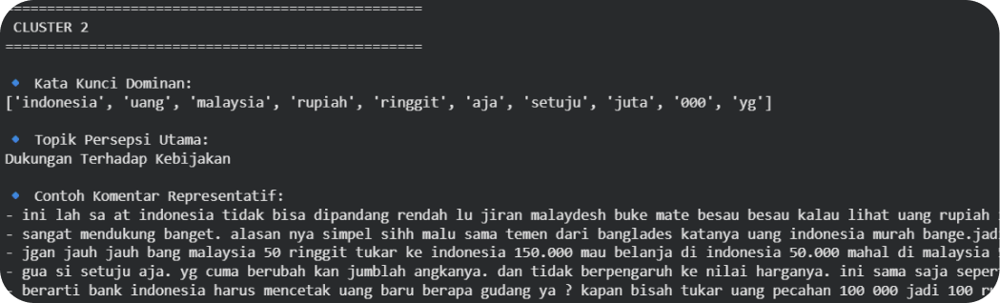 ==================================================
CLUSTER 2
==================================================
Kata Kunci Dominan:
['indonesia', 'uang', 'malaysia', 'rupiah', 'ringgit', 'aja', 'setuju', 'juta', '000', 'yg']
Topik Persepsi Utama:
Dukungan Terhadap Kebijakan
Contoh Komentar Representatif:
- ini lah sa at indonesia tidak bisa dipandang rendah lu jiran malaydesh buke mate besau besau kalau lihat uang rupiah
- sangat mendukung banget. alasan nya simpel sihh malu sama temen dari banglades katanya uang indonesia murah bange.jad
- jgan jauh jauh bang malaysia 50 ringgit tukar ke indonesia 150.000 mau belanja di indonesia 50.000 mahal di malaysia
- gua si setuju aja. yg cuma berubah kan jumblah angkanya. dan tidak berpengaruh ke nilai harganya. ini sama saja seper
- berarti bank indonesia harus mencetak uang baru berapa gudang ya ? kapan bisah tukar uang pecahan 100 000 jadi 100